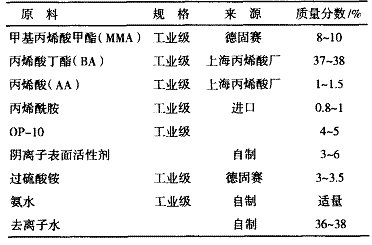 原　料 规　格 来　源 质量分数/%
甲基丙烯酸甲酯(MMA) 工业级 德固赛 8~10
丙烯酸丁酯(BA) 工业级 上海丙烯酸厂 37~38
丙烯酸(AA) 工业级 上海丙烯酸厂 1~1.5
丙烯酰胺 工业级 进口 0.8~1
OP-10 工业级 4~5
阴离子表面活性剂 自制 3~6
过硫酸铵 工业级 德固赛 3~3.5
氨水 工业级 自制 适量
去离子水 自制 36~38